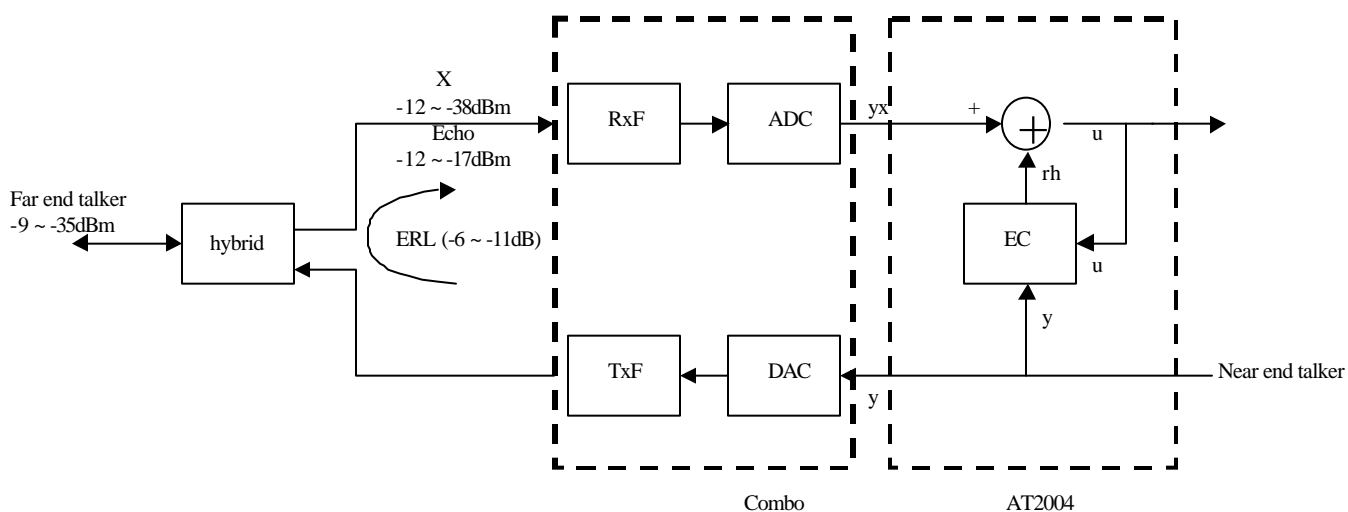 X
-12 ~ -38dBm
Echo
-12 ~ -17dBm
Far end talker
-9 ~ -35dBm
hybrid
ERL (-6 ~ -11dB)
RxF
ADC
yx
+
+
u
rh
EC
u
y
TxF
DAC
y
Near end talker
Combo
AT2004